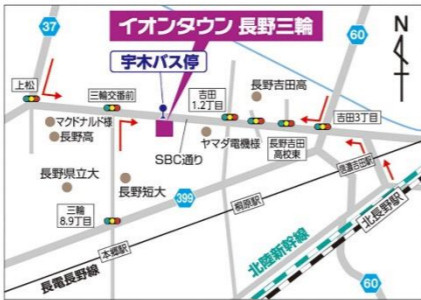 イオンタウン 長野三輪
N
37
60
宇木バス停
上松
三輪交番前
吉田
1.2丁目
長野吉田高
マクドナルド様
長野高
SBC通り
ヤマダ電機様
長野吉田
高校東
吉田3丁目
信濃吉田駅
長野県立大
長野短大
399
三輪
8.9丁目
桐原駅
北長野駅
本郷駅
北陸新幹線
長電長野線
60